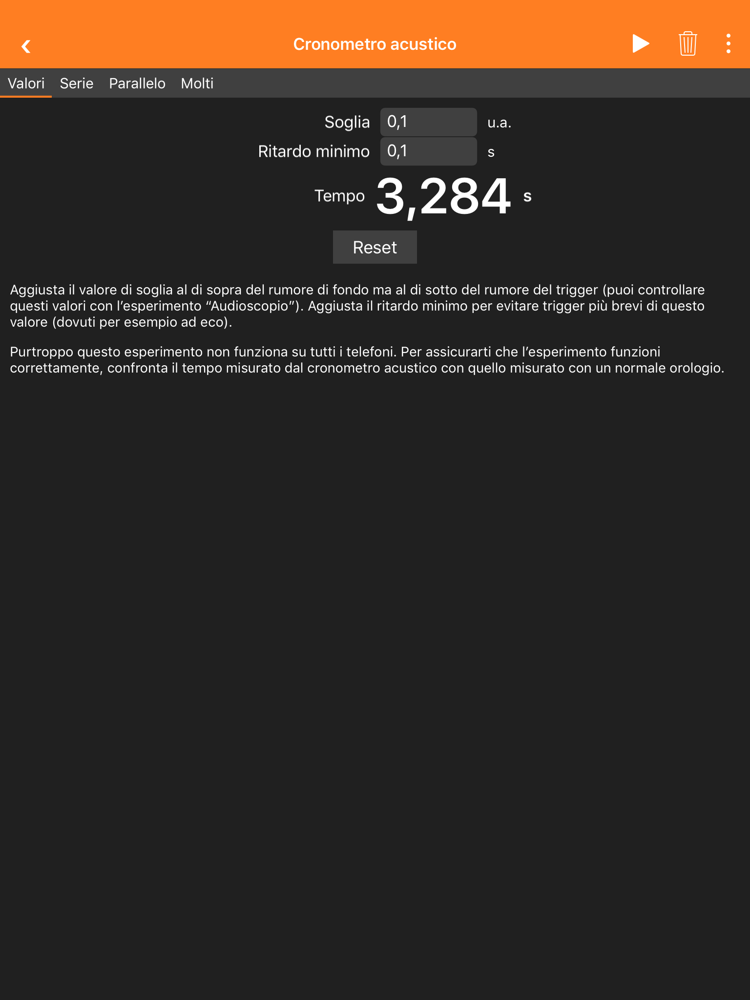 Cronometro acustico
Valori Serie Parallelo Molti
Soglia 0,1 u.a.
Ritardo minimo 0,1 s
Tempo 3,284 s
Reset
Aggiusta il valore di soglia al di sopra del rumore di fondo ma al di sotto del rumore del trigger (puoi controllare
questi valori con l’esperimento “Audioscopio”). Aggiusta il ritardo minimo per evitare trigger più brevi di questo
valore (dovuti per esempio ad eco).
Purtroppo questo esperimento non funziona su tutti i telefoni. Per assicurarti che l’esperimento funzioni
correttamente, confronta il tempo misurato dal cronometro acustico con quello misurato con un normale orologio.